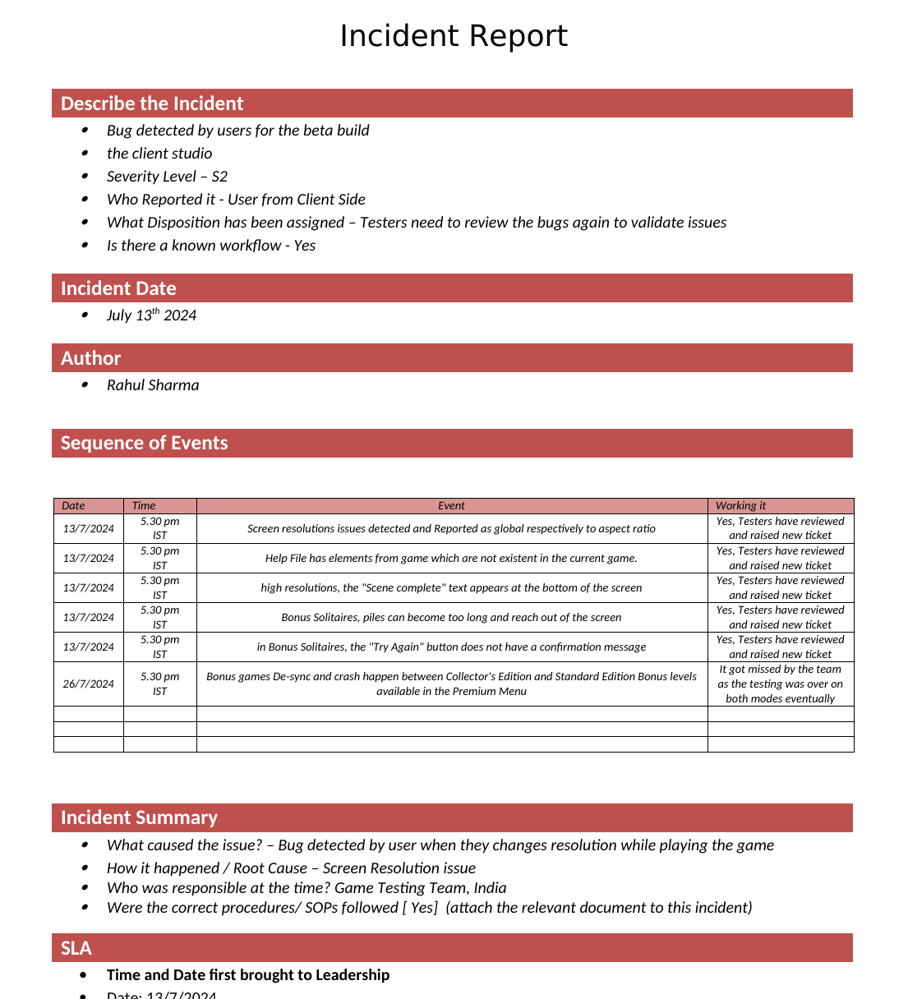 Incident Report
Describe the Incident
• Bug detected by users for the beta build
• the client studio
• Severity Level – S2
• Who Reported it - User from Client Side
• What Disposition has been assigned – Testers need to review the bugs again to validate issues
• Is there a known workflow - Yes
Incident Date
• July 13th 2024
Author
• Rahul Sharma
Sequence of Events
Date Time Event Working it
13/7/2024 5.30 pm IST Screen resolutions issues detected and Reported as global respectively to aspect ratio Yes, Testers have reviewed and raised new ticket
13/7/2024 5.30 pm IST Help File has elements from game which are not existent in the current game. Yes, Testers have reviewed and raised new ticket
13/7/2024 5.30 pm IST high resolutions, the "Scene complete" text appears at the bottom of the screen Yes, Testers have reviewed and raised new ticket
13/7/2024 5.30 pm IST Bonus Solitaires, piles can become too long and reach out of the screen Yes, Testers have reviewed and raised new ticket
13/7/2024 5.30 pm IST in Bonus Solitaires, the "Try Again" button does not have a confirmation message Yes, Testers have reviewed and raised new ticket
26/7/2024 5.30 pm IST Bonus games De-sync and crash happen between Collector's Edition and Standard Edition Bonus levels available in the Premium Menu It got missed by the team as the testing was over on both modes eventually
Incident Summary
• What caused the issue? – Bug detected by user when they changes resolution while playing the game
• How it happened / Root Cause – Screen Resolution issue
• Who was responsible at the time? Game Testing Team, India
• Were the correct procedures/ SOPs followed [ Yes] (attach the relevant document to this incident)
SLA
• Time and Date first brought to Leadership
• Date: 13/7/2024